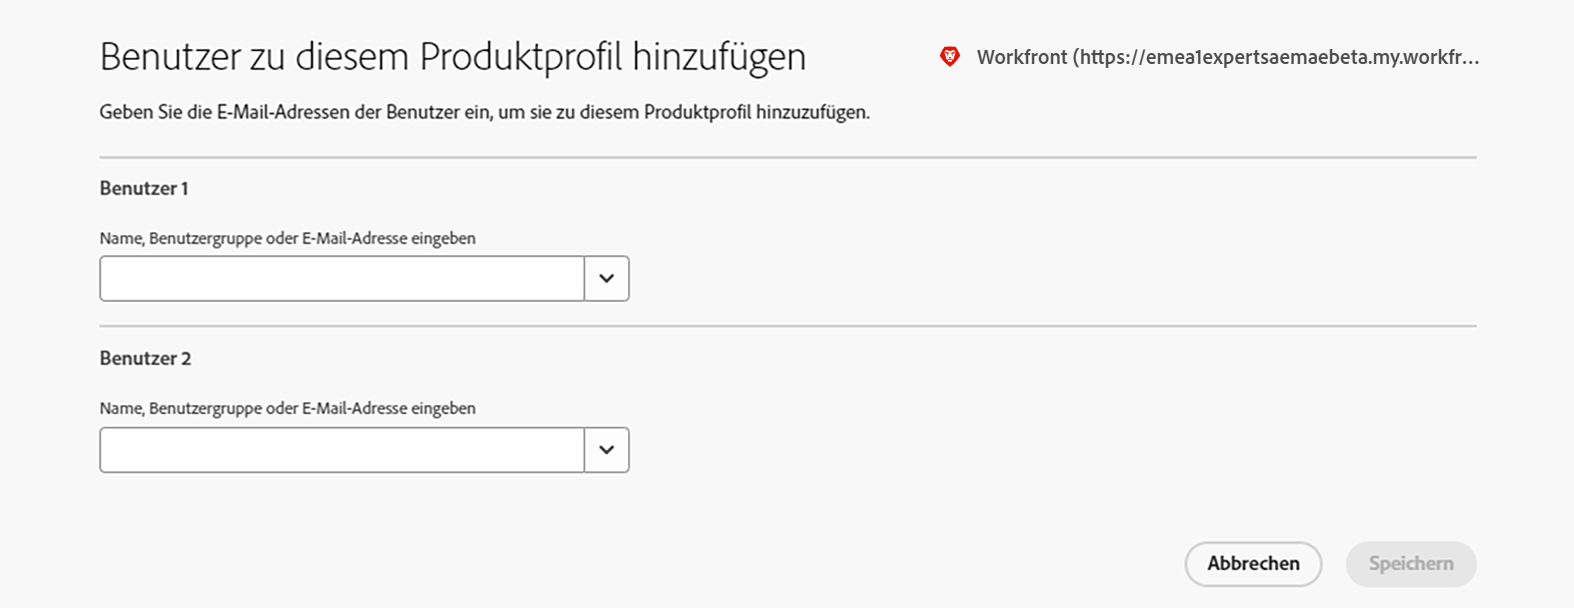 Benutzer zu diesem Produktprofil hinzufügen
Workfront (https://emea1expertsaemaebeta.my.workfr...
Geben Sie die E-Mail-Adressen der Benutzer ein, um sie zu diesem Produktprofil hinzuzufügen.
Benutzer 1
Name, Benutzergruppe oder E-Mail-Adresse eingeben
Benutzer 2
Name, Benutzergruppe oder E-Mail-Adresse eingeben
Abbrechen
Speichern